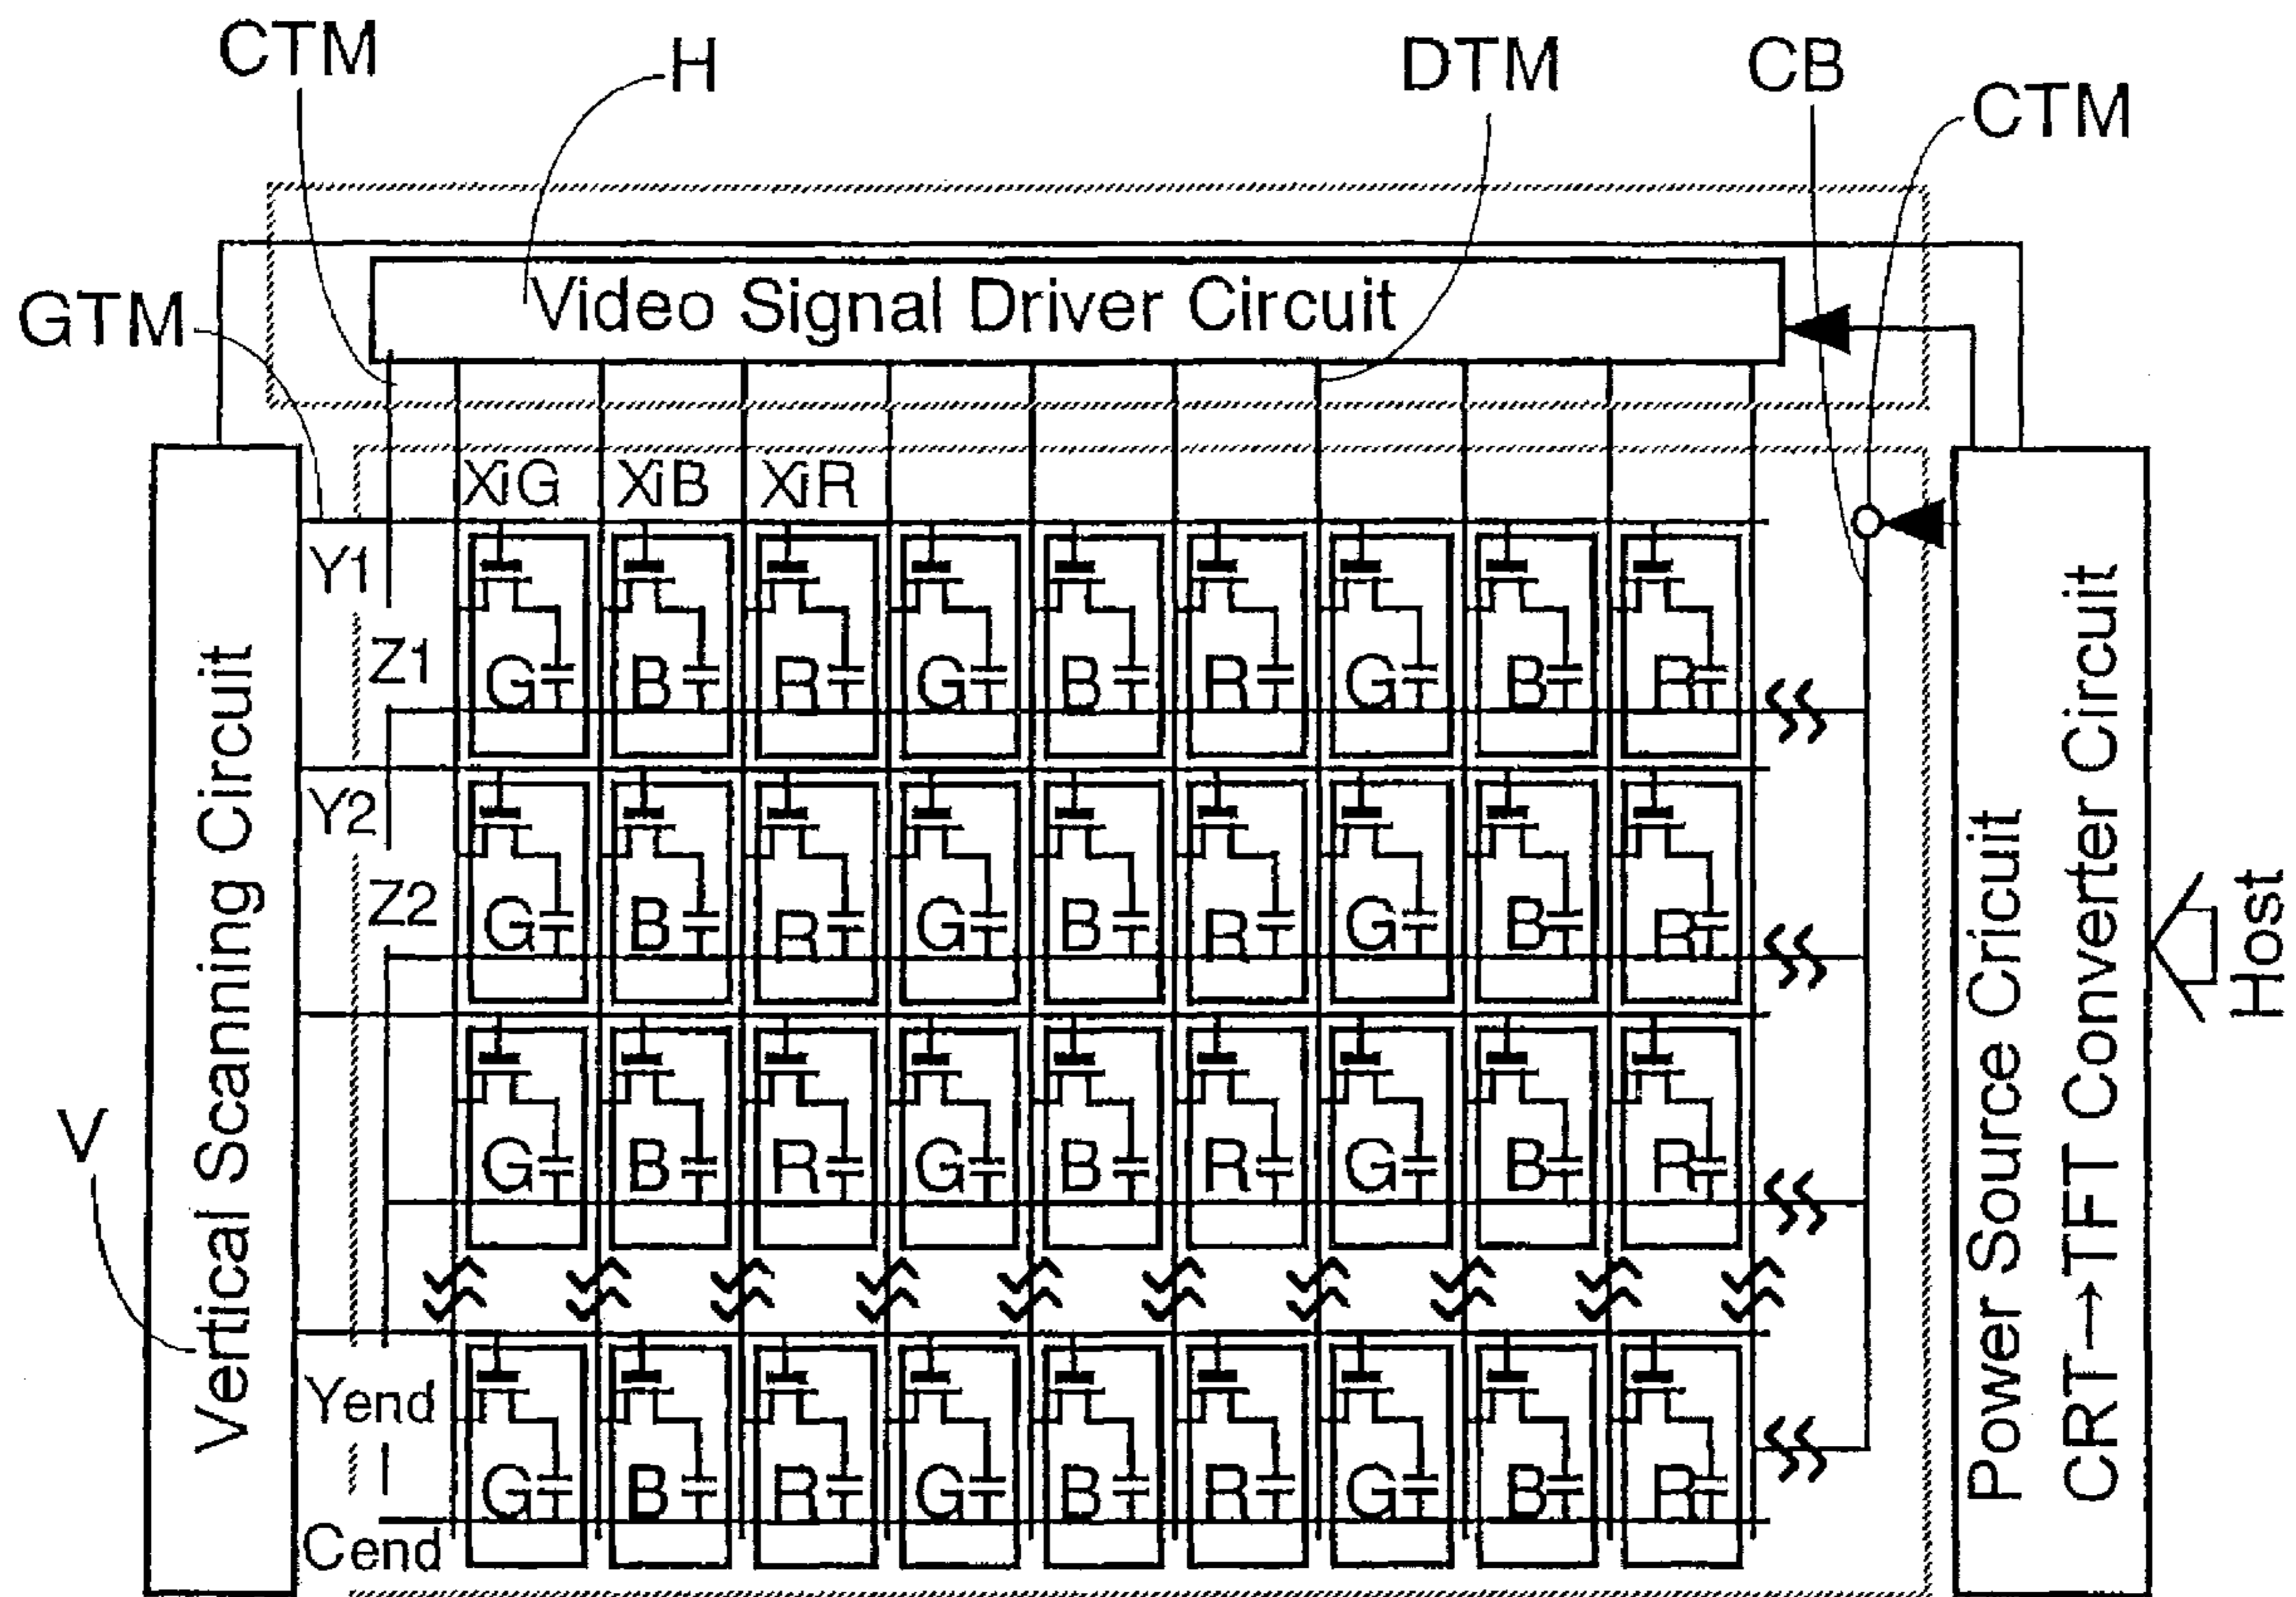 CTM
H
DTM
CB
CTM
GTM
Video Signal Driver Circuit
XiG XiB XiR
Y1
Z1
G B R G B R G B R
Y2
Z2
G B R G B R G B R
G B R G B R G B R
V
Yend
G B R G B R G B R
Cend
Vertical Scanning Circuit
Power Source Cricuit
CRT→TFT Converter Circuit
Host